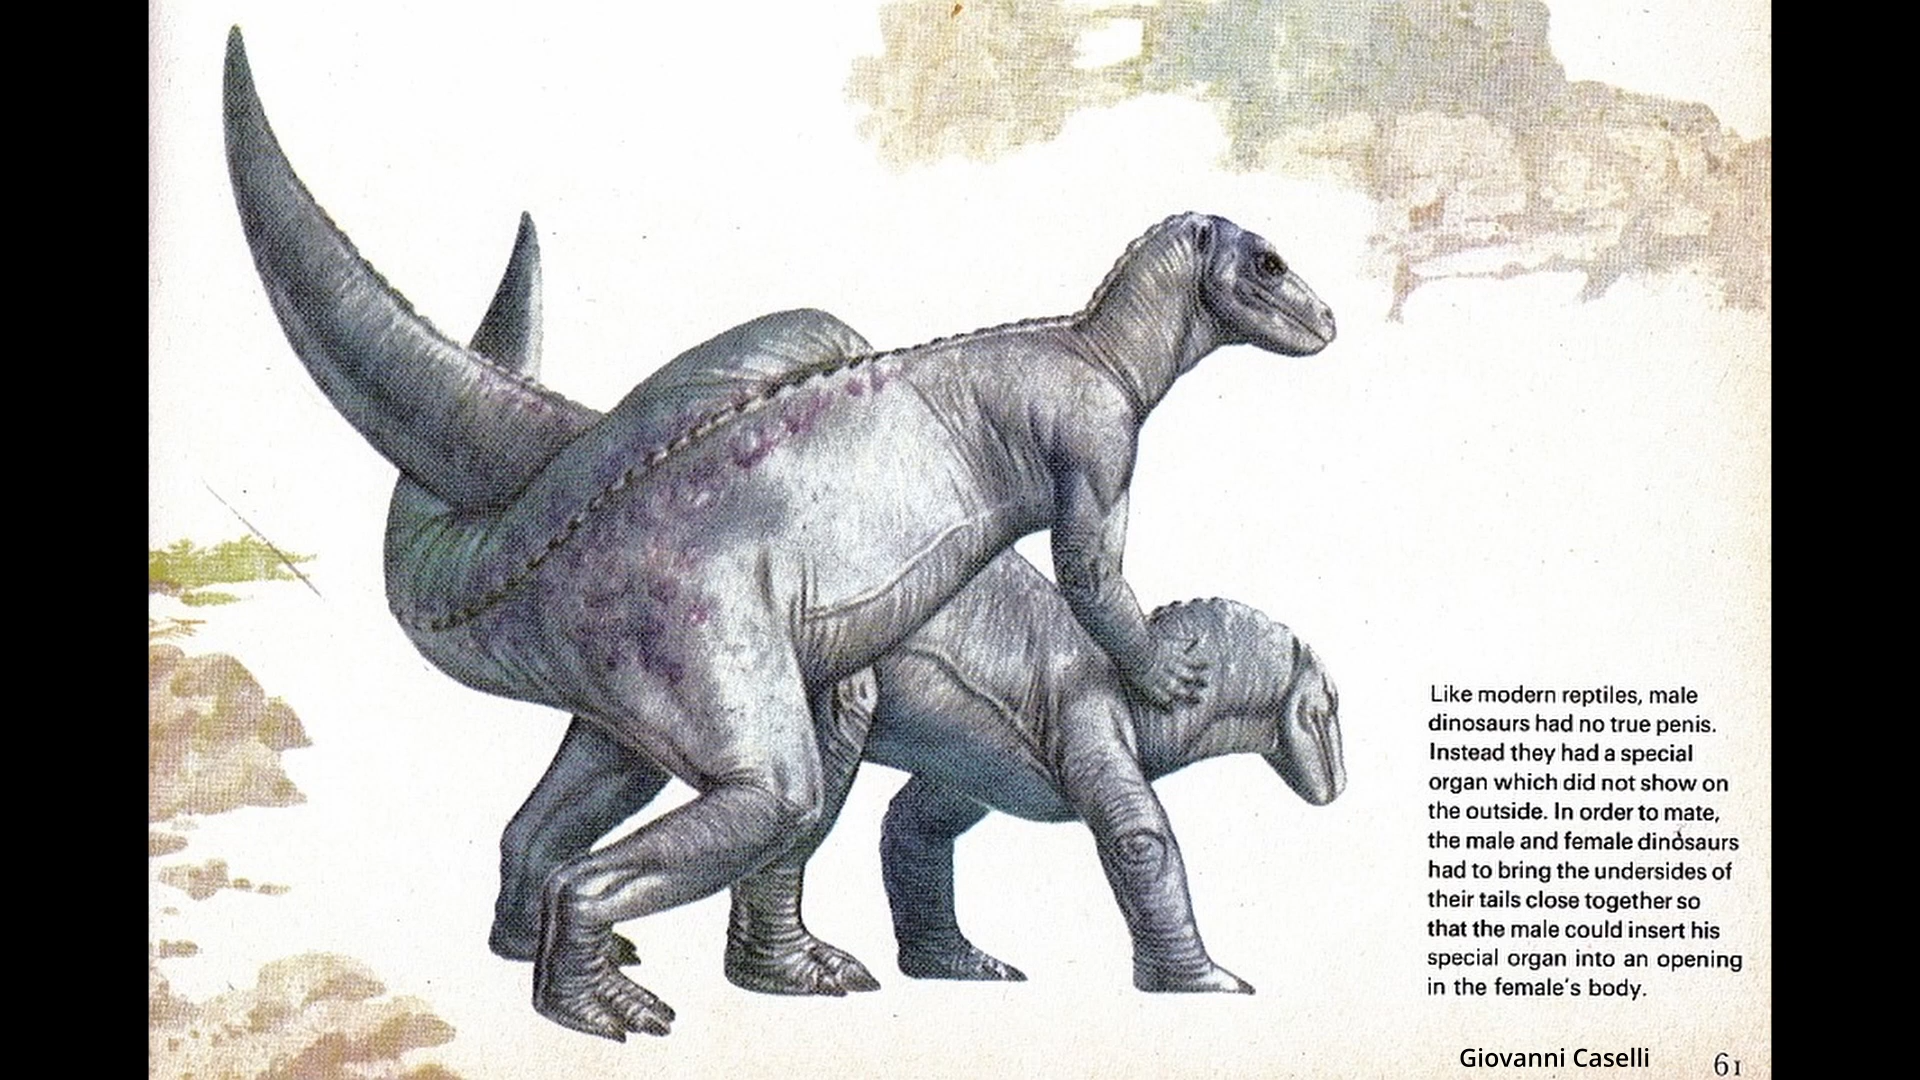 Like modern reptiles, male
dinosaurs had no true penis.
Instead they had a special
organ which did not show on
the outside. In order to mate,
the male and female dinosaurs
had to bring the undersides of
their tails close together so
that the male could insert his
special organ into an opening
in the female's body.
Giovanni Caselli
61